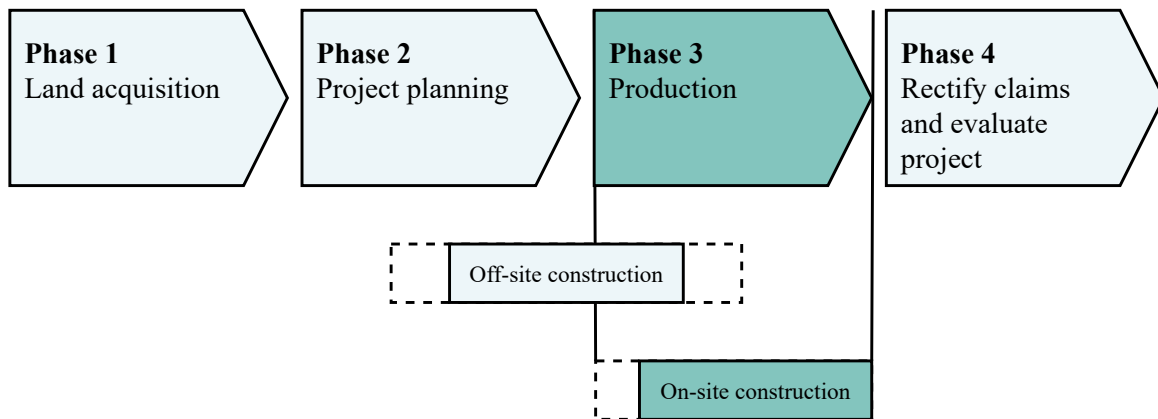 Phase 1
Land acquisition
Phase 2
Project planning
Phase 3
Production
Phase 4
Rectify claims
and evaluate
project
Off-site construction
On-site construction